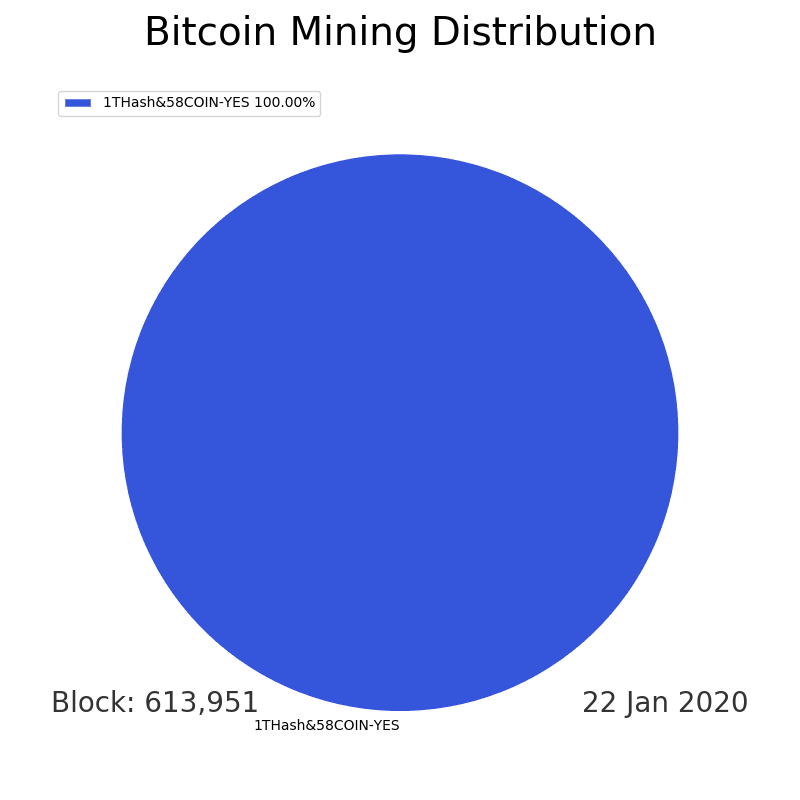 Bitcoin Mining Distribution
1THash&58COIN-YES 100.00%
Block: 613,951
22 Jan 2020
1THash&58COIN-YES